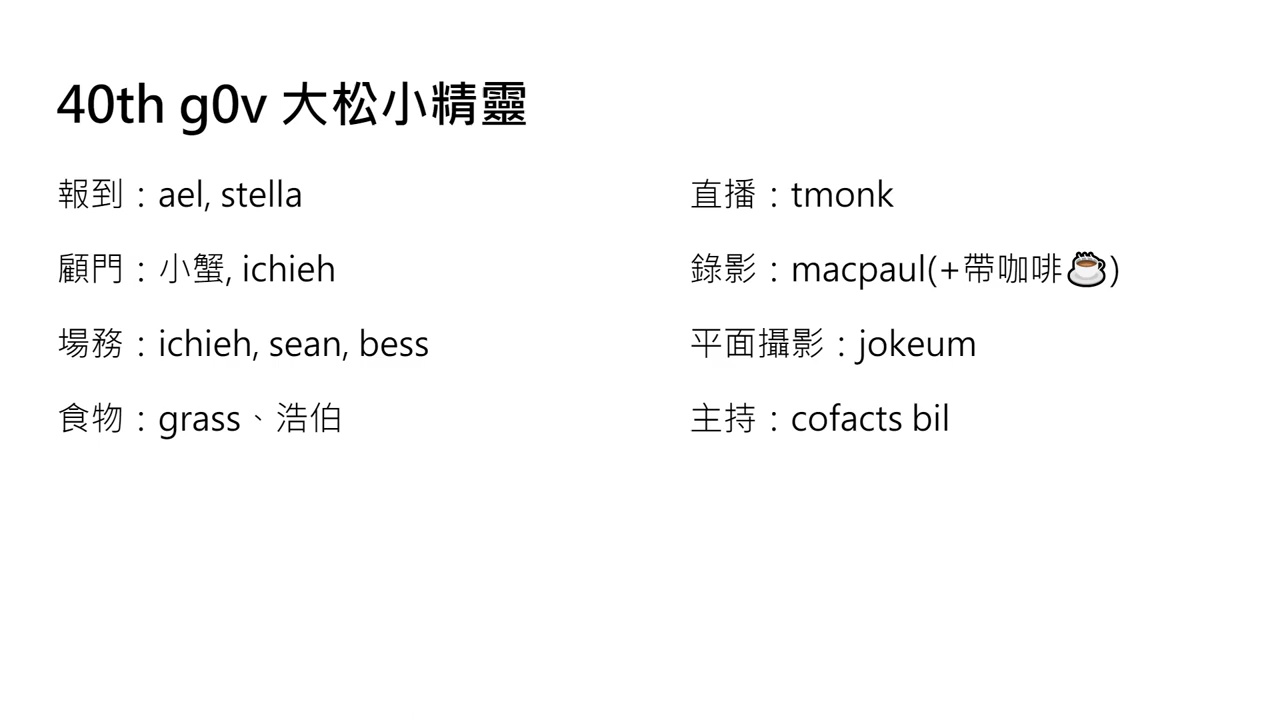 40th g0v 大松小精靈
報到：ael, stella
顧門：小蟹, ichieh
場務：ichieh, sean, bess
食物：grass、浩伯
直播：tmonk
錄影：macpaul(+帶咖啡☕)
平面攝影：jokeum
主持：cofacts bil